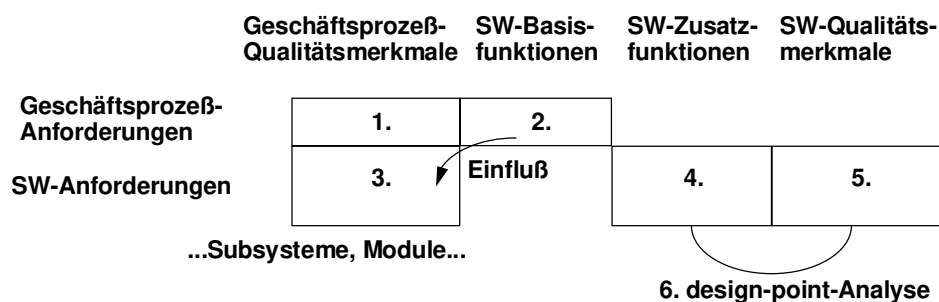 Geschäftsprozeß- SW-Basis- SW-Zusatz- SW-Qualitäts-
Qualitätsmerkmale funktionen funktionen merkmale
Geschäftsprozeß-
Anforderungen
1. 2.
SW-Anforderungen
3. Einfluß 4. 5.
...Subsysteme, Module...
6. design-point-Analyse